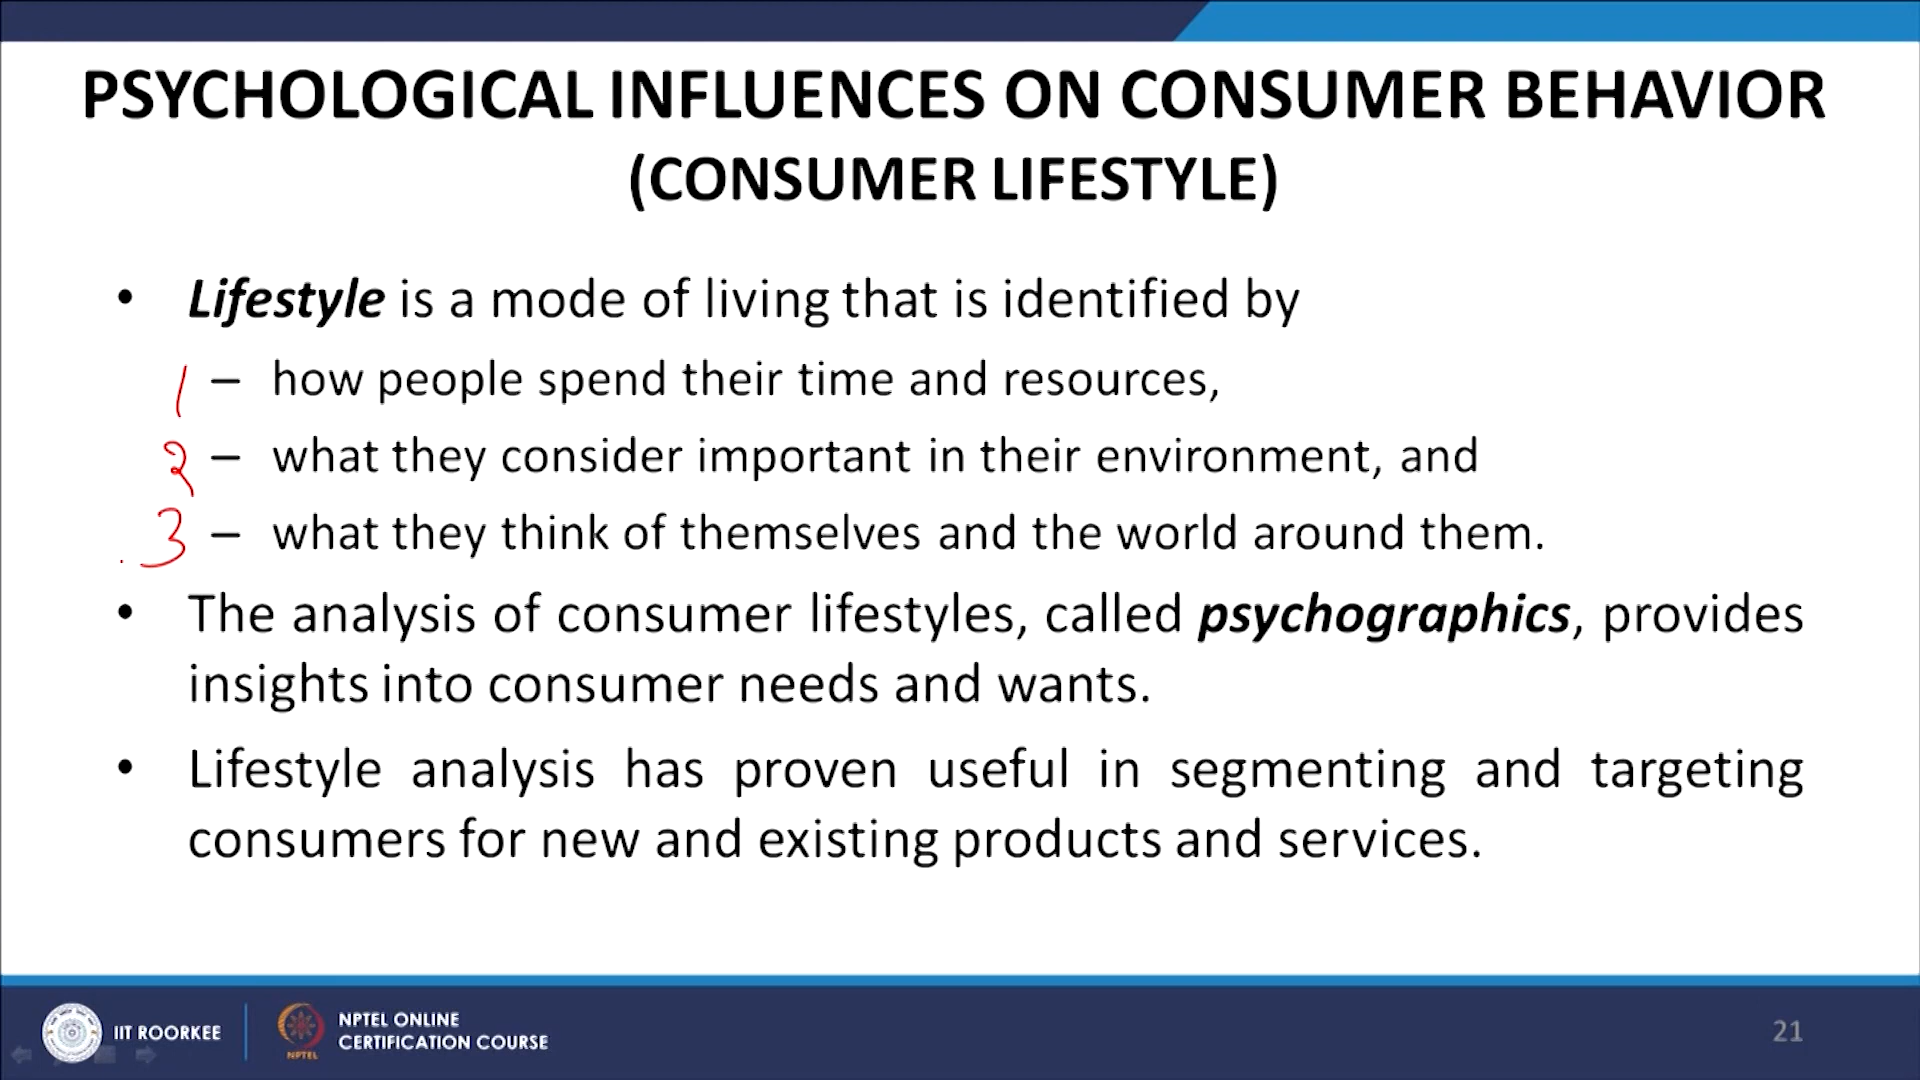 PSYCHOLOGICAL INFLUENCES ON CONSUMER BEHAVIOR
(CONSUMER LIFESTYLE)
• Lifestyle is a mode of living that is identified by
1 – how people spend their time and resources,
2 – what they consider important in their environment, and
3 – what they think of themselves and the world around them.
• The analysis of consumer lifestyles, called psychographics, provides
insights into consumer needs and wants.
• Lifestyle analysis has proven useful in segmenting and targeting
consumers for new and existing products and services.
IIT ROORKEE
NPTEL
NPTEL ONLINE
CERTIFICATION COURSE
21